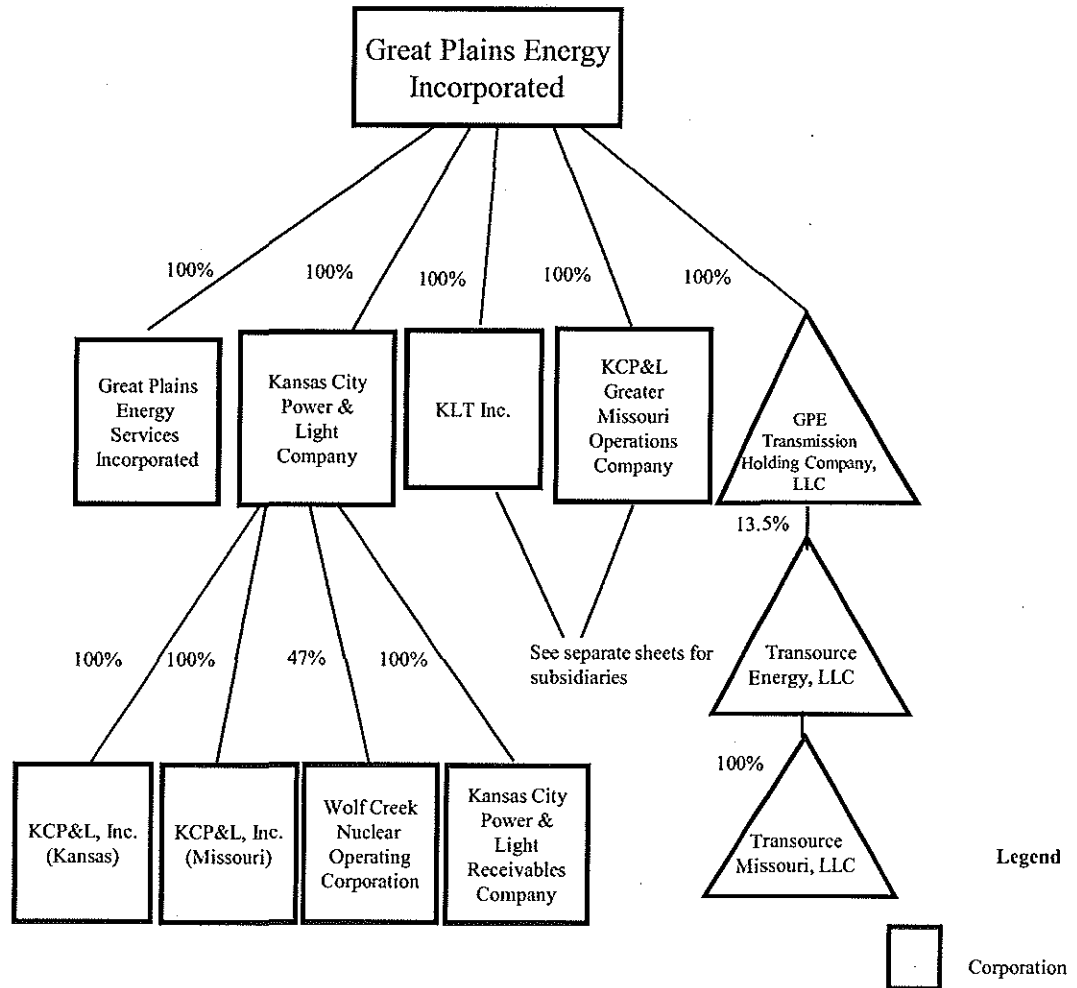 Great Plains Energy
Incorporated
100%
100%
100%
100%
100%
Great Plains
Energy
Services
Incorporated
Kansas City
Power &
Light
Company
KLT Inc.
KCP&L
Greater
Missouri
Operations
Company
GPE
Transmission
Holding Company,
LLC
13.5%
100%
100%
47%
100%
See separate sheets for
subsidiaries
Transource
Energy, LLC
100%
KCP&L, Inc.
(Kansas)
KCP&L, Inc.
(Missouri)
Wolf Creek
Nuclear
Operating
Corporation
Kansas City
Power &
Light
Receivables
Company
Transource
Missouri, LLC
Legend
Corporation